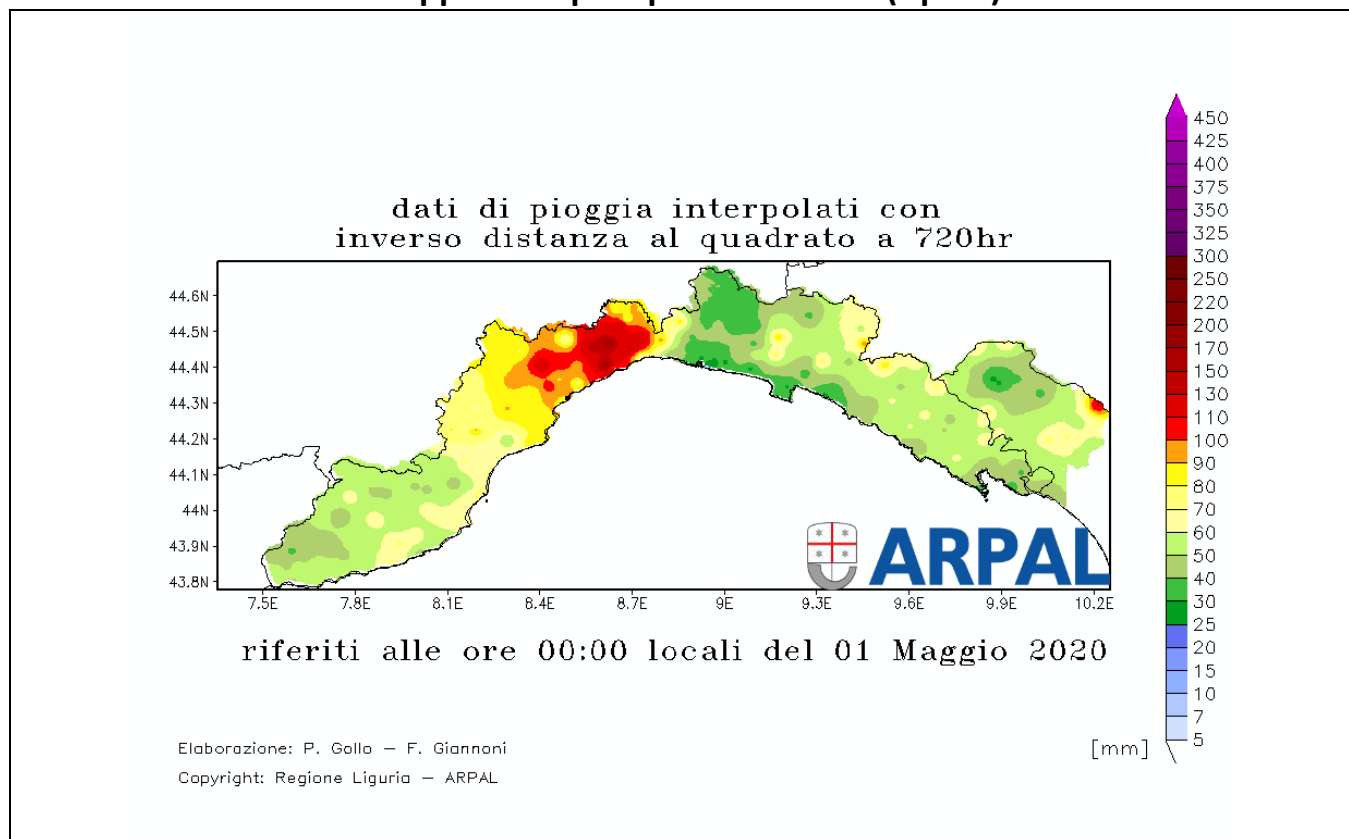 dati di pioggia interpolati con
inverso distanza al quadrato a 720hr
450
425
400
375
350
325
300
250
220
200
170
150
130
110
100
90
80
70
60
50
40
30
25
20
15
10
7
5
[mm]
44.6N
44.5N
44.4N
44.3N
44.2N
44.1N
44N
43.9N
43.8N
ARPAL
7.5E 7.8E 8.1E 8.4E 8.7E 9E 9.3E 9.6E 9.9E 10.2E
riferiti alle ore 00:00 locali del 01 Maggio 2020
Elaborazione: P. Gollo – F. Giannoni
Copyright: Regione Liguria – ARPAL